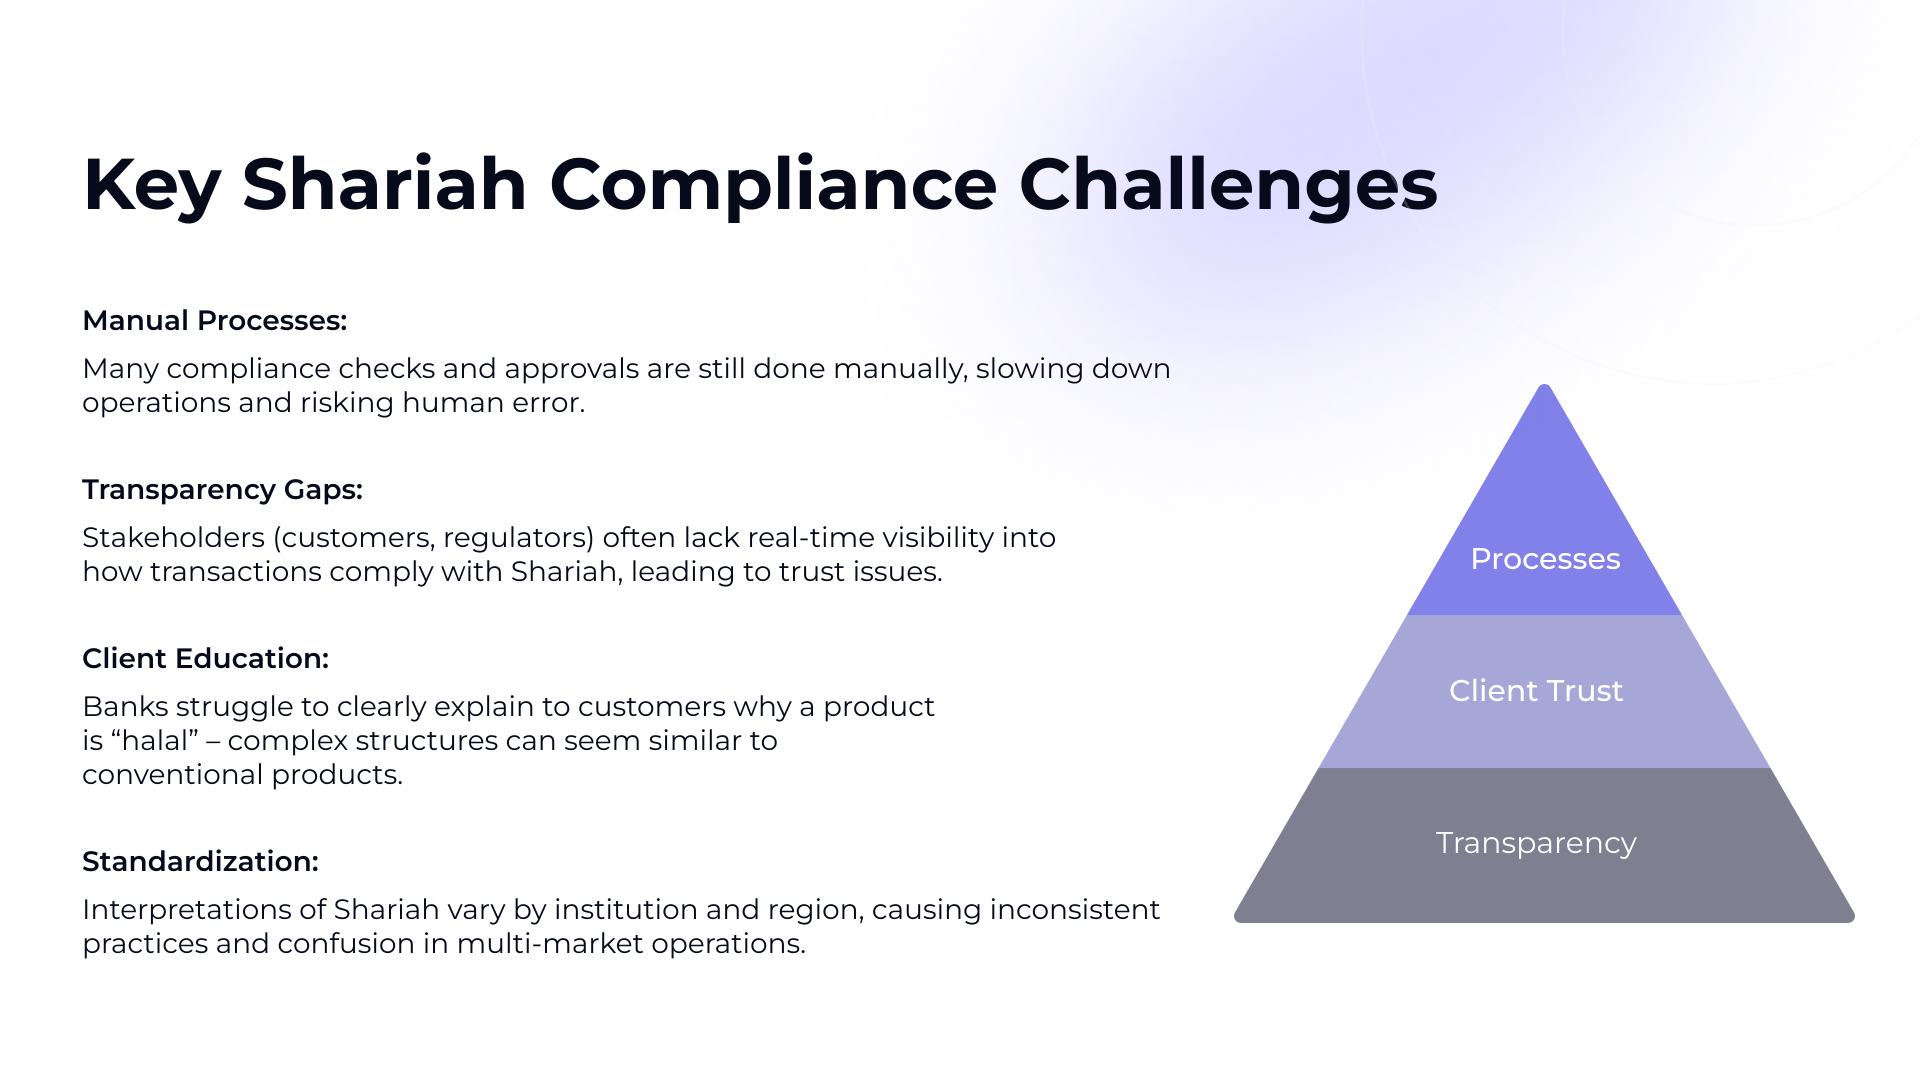 Key Shariah Compliance Challenges
Manual Processes:
Many compliance checks and approvals are still done manually, slowing down
operations and risking human error.
Transparency Gaps:
Stakeholders (customers, regulators) often lack real-time visibility into
how transactions comply with Shariah, leading to trust issues.
Client Education:
Banks struggle to clearly explain to customers why a product
is “halal” – complex structures can seem similar to
conventional products.
Standardization:
Interpretations of Shariah vary by institution and region, causing inconsistent
practices and confusion in multi-market operations.
Processes
Client Trust
Transparency